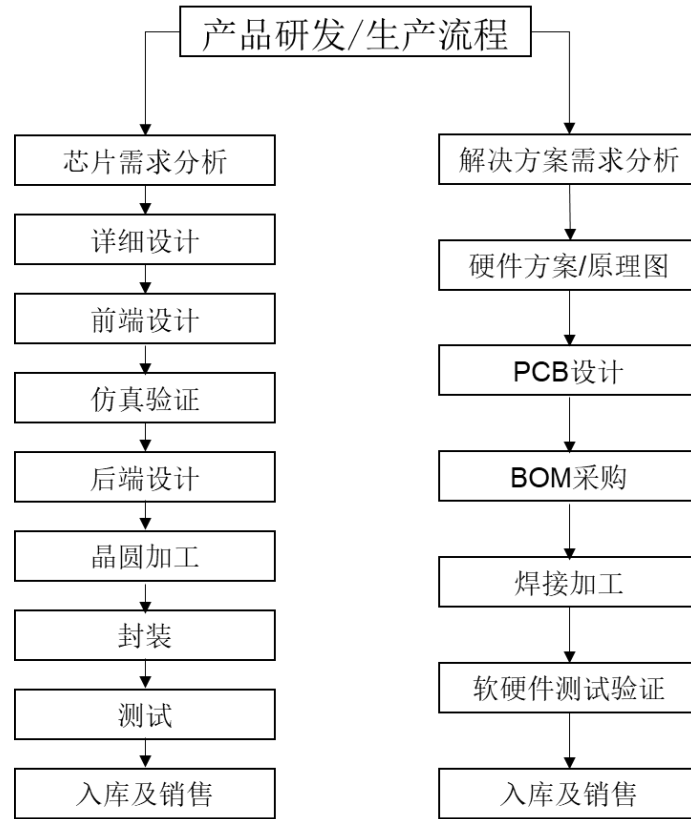 产品研发/生产流程
芯片需求分析
详细设计
前端设计
仿真验证
后端设计
晶圆加工
封装
测试
入库及销售
解决方案需求分析
硬件方案/原理图
PCB设计
BOM采购
焊接加工
软硬件测试验证
入库及销售